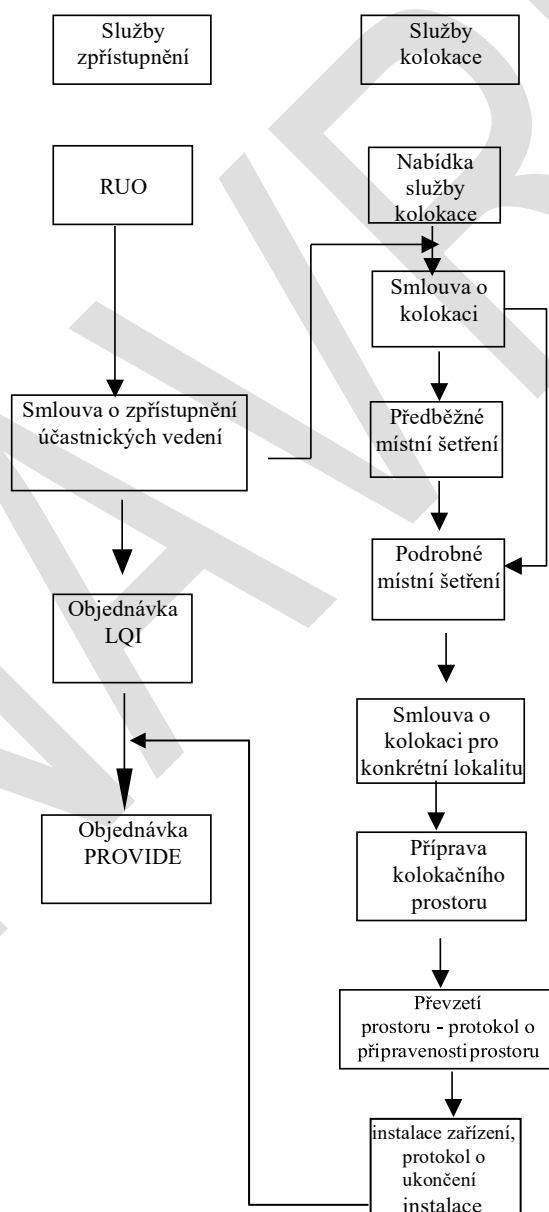 Služby
zpřístupnění
Služby
kolokace
RUO
Nabídka
služby
kolokace
Smlouva o
kolokaci
Smlouva o zpřístupnění
účastnických vedení
Předběžné
místní šetření
Podrobné
místní šetření
Objednávka
LQI
Smlouva o
kolokaci pro
konkrétní lokalitu
Objednávka
PROVIDE
Příprava
kolokačního
prostoru
Převzetí
prostoru - protokol o
připravenosti prostoru
instalace zařízení,
protokol o
ukončení
instalace